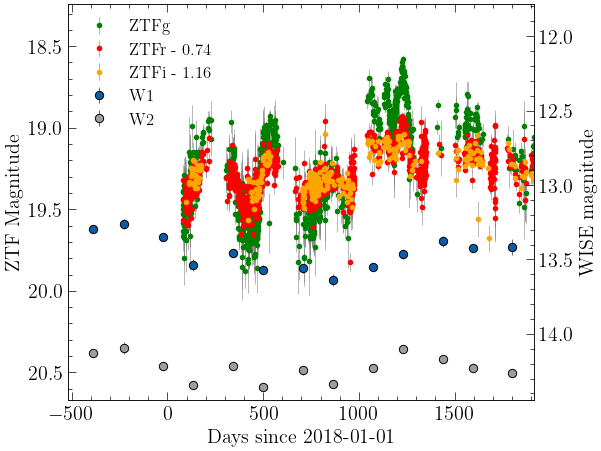 ZTFg
ZTFr - 0.74
ZTFi - 1.16
W1
W2
18.5
19.0
19.5
20.0
20.5
ZTF Magnitude
12.0
12.5
13.0
13.5
14.0
WISE magnitude
−500
0
500
1000
1500
Days since 2018-01-01